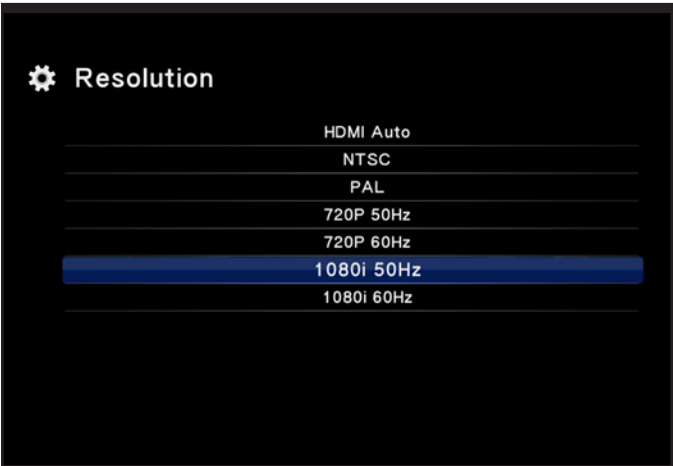 Resolution
HDMI Auto
NTSC
PAL
720P 50Hz
720P 60Hz
1080i 50Hz
1080i 60Hz